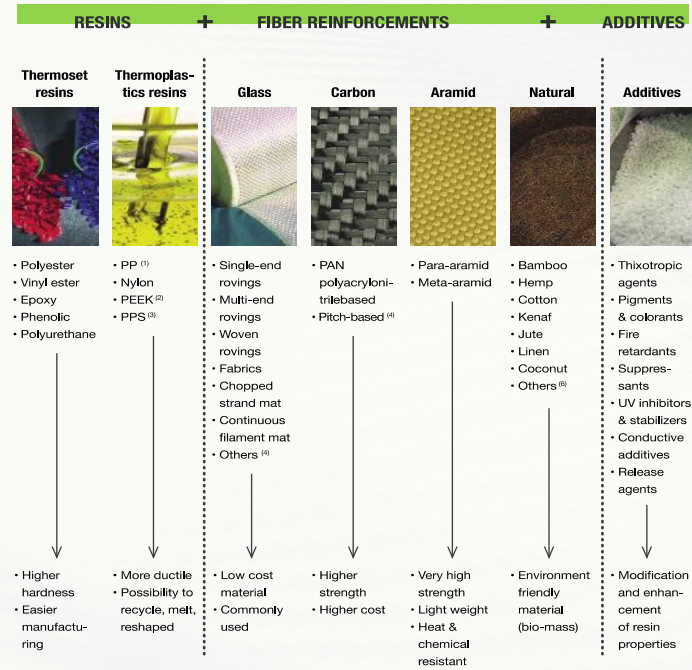 RESINS + FIBER REINFORCEMENTS + ADDITIVES
Thermoset
resins
Thermoplas-
tics resins
Glass
Carbon
Aramid
Natural
Additives
• Polyester
• Vinyl ester
• Epoxy
• Phenolic
• Polyurethane
• PP (1)
• Nylon
• PEEK (2)
• PPS (3)
• Single-end
rovings
• Multi-end
rovings
• Woven
rovings
• Fabrics
• Chopped
strand mat
• Continuous
filament mat
• Others (4)
• PAN
polyacryloni-
trilebased
• Pitch-based (4)
• Para-aramid
• Meta-aramid
• Bamboo
• Hemp
• Cotton
• Kenaf
• Jute
• Linen
• Coconut
• Others (6)
• Thixotropic
agents
• Pigments
& colorants
• Fire
retardants
• Suppres-
sants
• UV inhibitors
& stabilizers
• Conductive
additives
• Release
agents
• Higher
hardness
• Easier
manufactu-
ring
• More ductile
• Possibility to
recycle, melt,
reshaped
• Low cost
material
• Commonly
used
• Higher
strength
• Higher cost
• Very high
strength
• Light weight
• Heat &
chemical
resistant
• Environment
friendly
material
(bio-mass)
• Modification
and enhan-
cement
of resin
properties